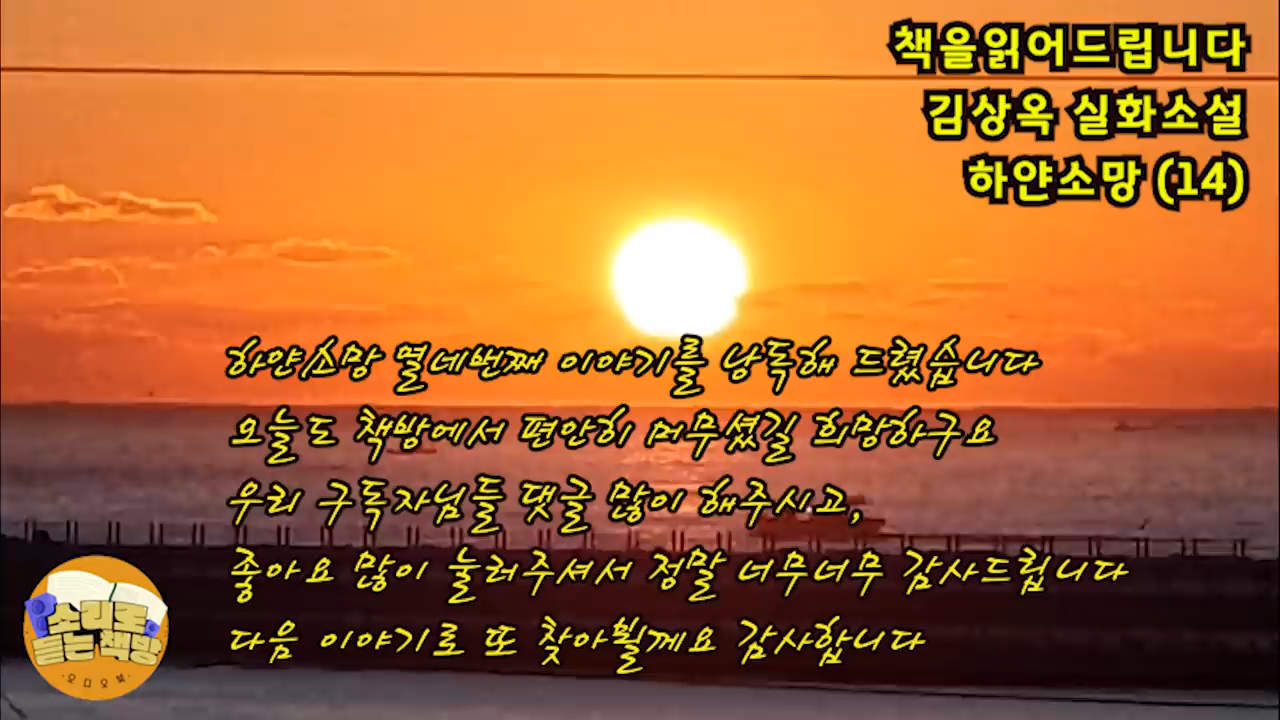 책을읽어드립니다
김상옥 실화소설
하얀소망 (14)
하얀소망 열네번째 이야기를 낭독해 드렸습니다
오늘도 책방에서 편안히 머무셨길 희망하구요
우리 구독자님들 댓글 많이 해주시고,
좋아요 많이 눌러주셔서 정말 너무너무 감사드립니다
다음 이야기로 또 찾아뵐께요 감사합니다
소리로
듣는 책방
·오디오북·